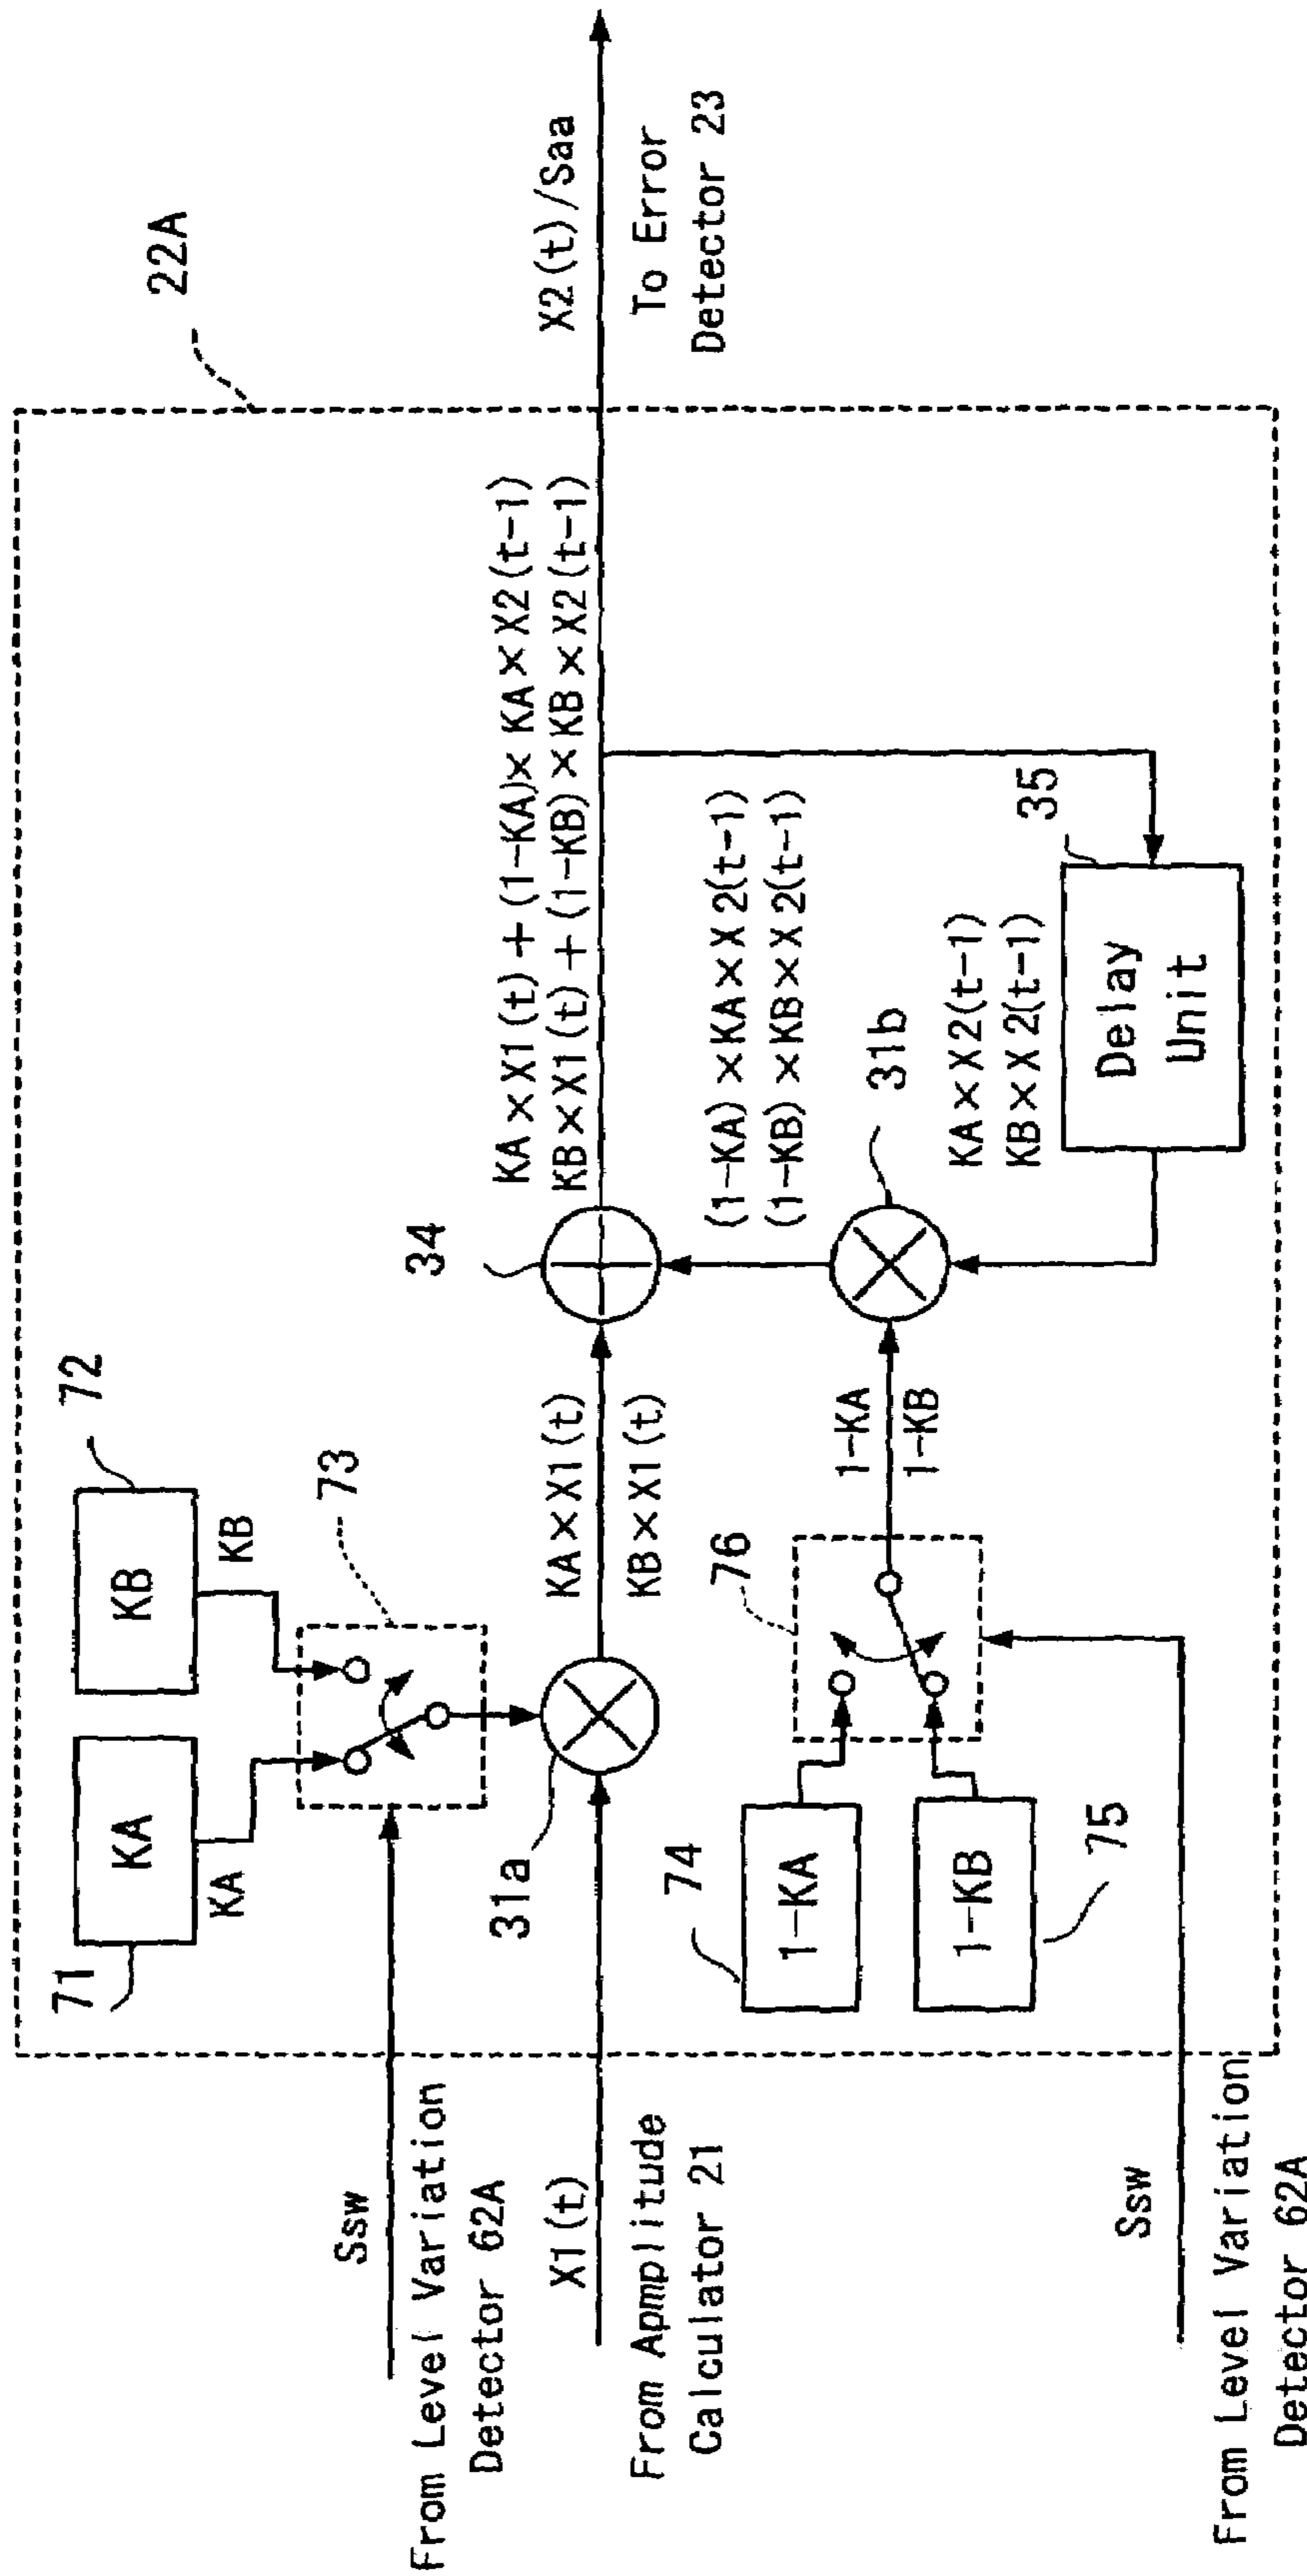 22A
71
KA
KA
72
KB
KB
73
Ssw
From Level Variation
Detector 62A
X1(t)
From Apmplitude
Calculator 21
31a
KA×X1(t)
KB×X1(t)
34
KA×X1(t)+(1-KA)×KA×X2(t-1)
KB×X1(t)+(1-KB)×KB×X2(t-1)
X2(t)/Saa
To Error
Detector 23
74
1-KA
1-KB
75
76
1-KA
1-KB
31b
(1-KA)×KA×X2(t-1)
(1-KB)×KB×X2(t-1)
KA×X2(t-1)
KB×X2(t-1)
35
Delay
Unit
Ssw
From Level Variation
Detector 62A